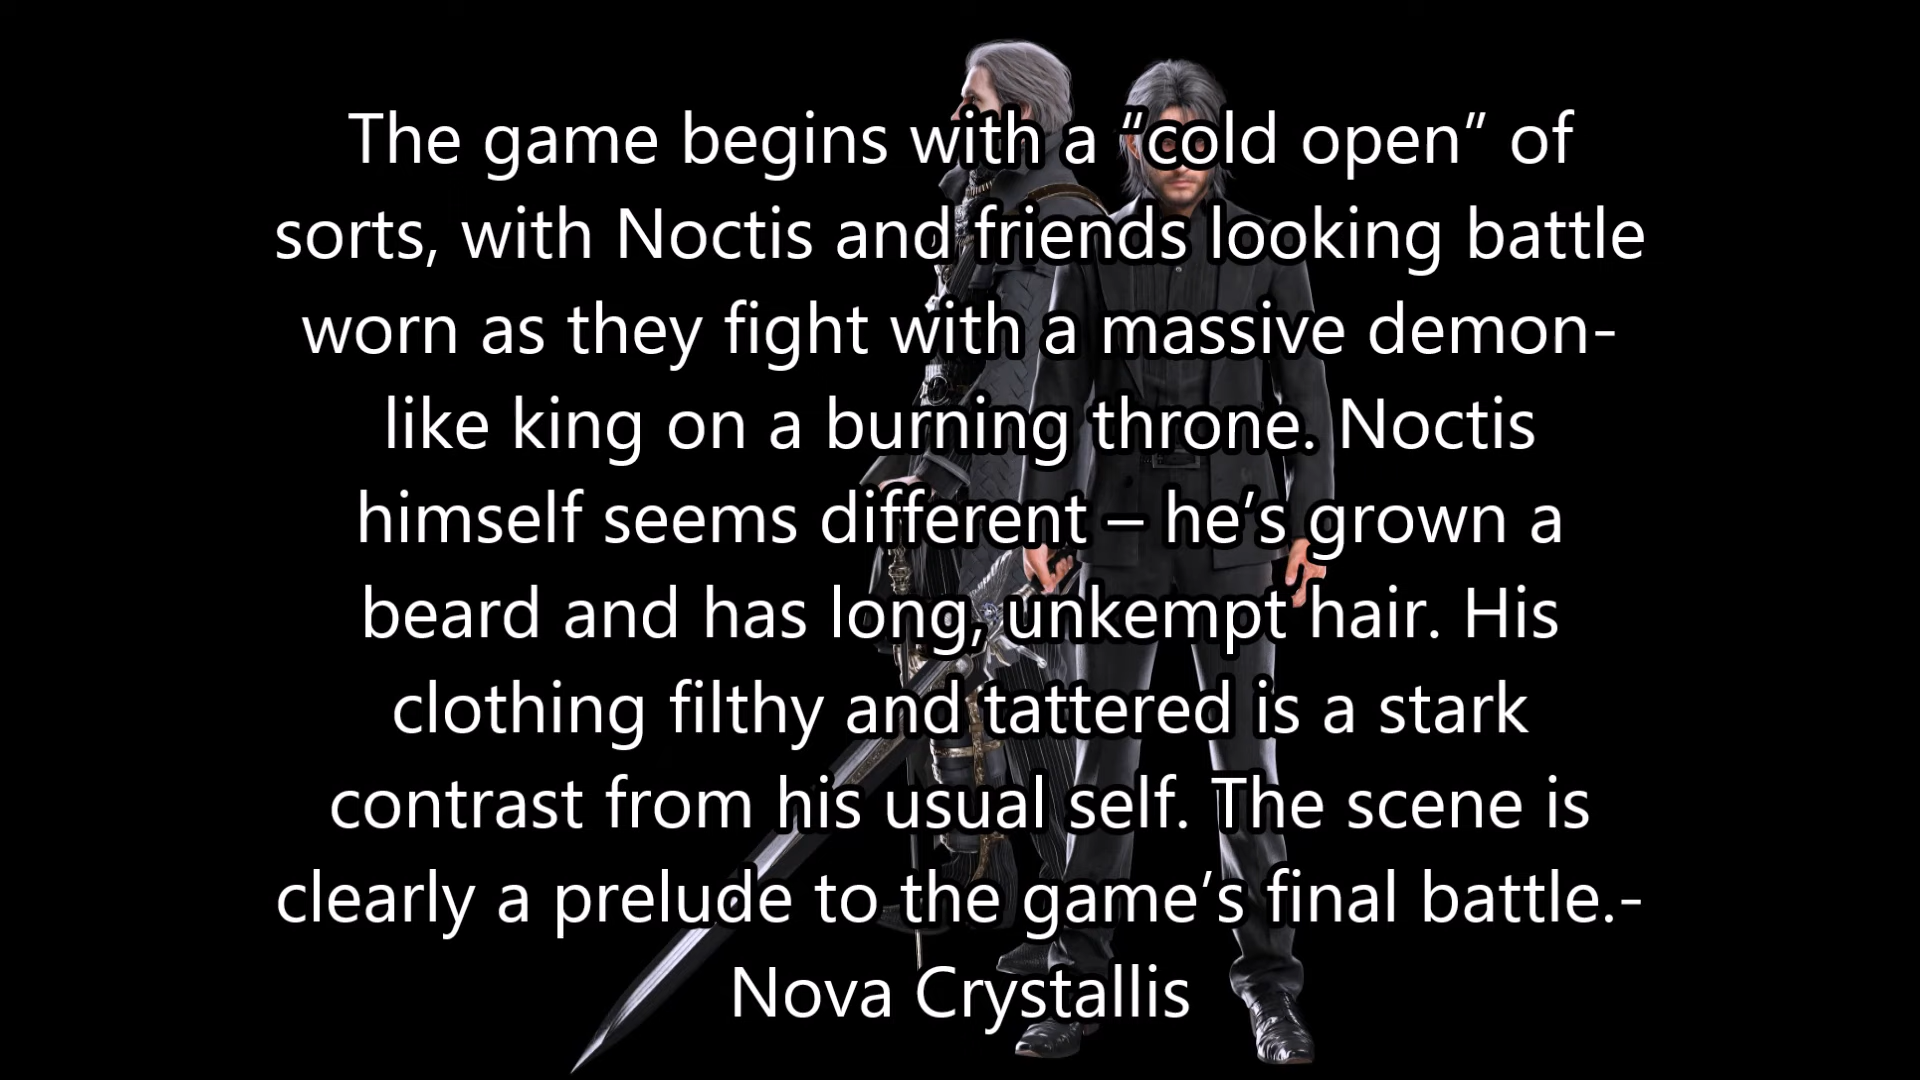 The game begins with a “cold open” of
sorts, with Noctis and friends looking battle
worn as they fight with a massive demon-
like king on a burning throne. Noctis
himself seems different – he’s grown a
beard and has long, unkempt hair. His
clothing filthy and tattered is a stark
contrast from his usual self. The scene is
clearly a prelude to the game’s final battle.-
Nova Crystallis